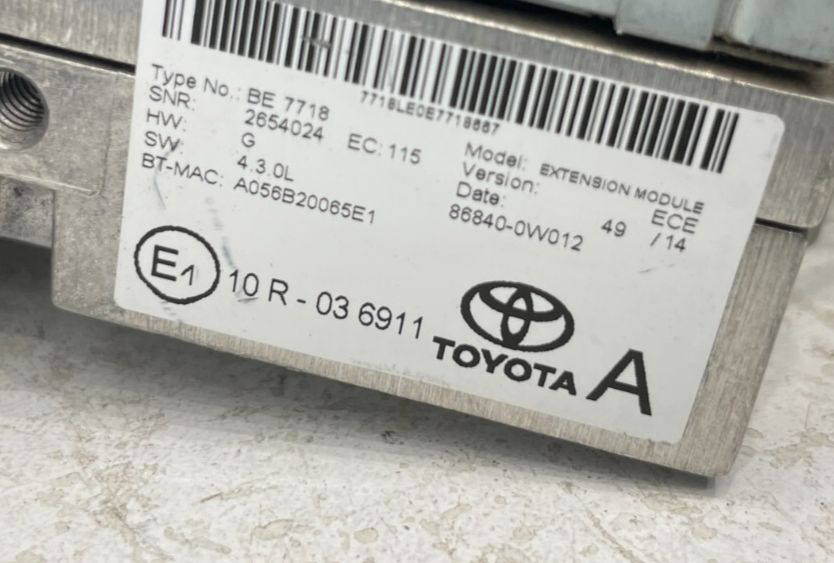 7718LE0E7718667
Type No.: BE 7718
SNR: 2654024 EC: 115
HW: G
SW: 4.3.0L
BT-MAC: A056B20065E1
Model: EXTENSION MODULE
Version: ECE
Date: 49 /14
86840-0W012
E1 10 R - 03 6911
TOYOTA A